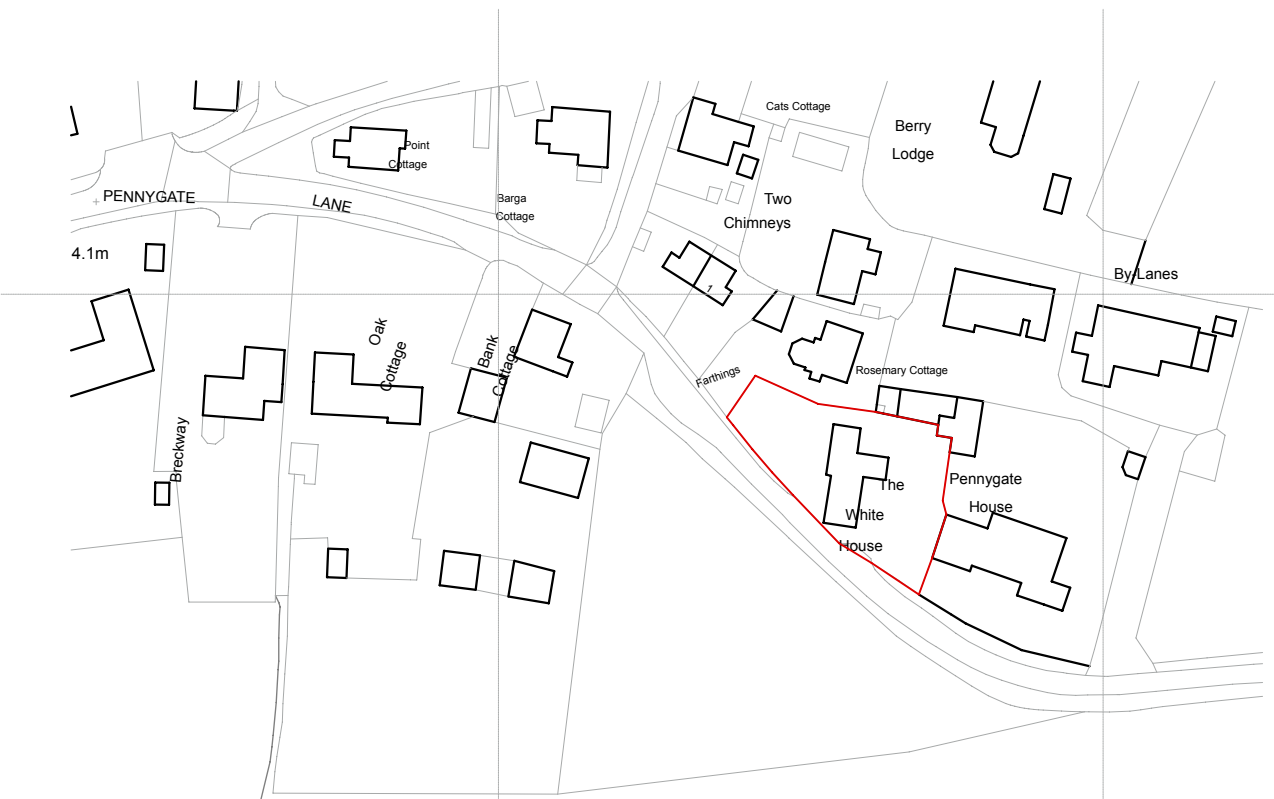 Cats Cottage
Berry
Lodge
Point
Cottage
PENNYGATE
LANE
Barga
Cottage
Two
Chimneys
4.1m
By-Lanes
1
Oak
Cottage
Bank
Cottage
Farthings
Rosemary Cottage
Breckway
The
White
House
Pennygate
House